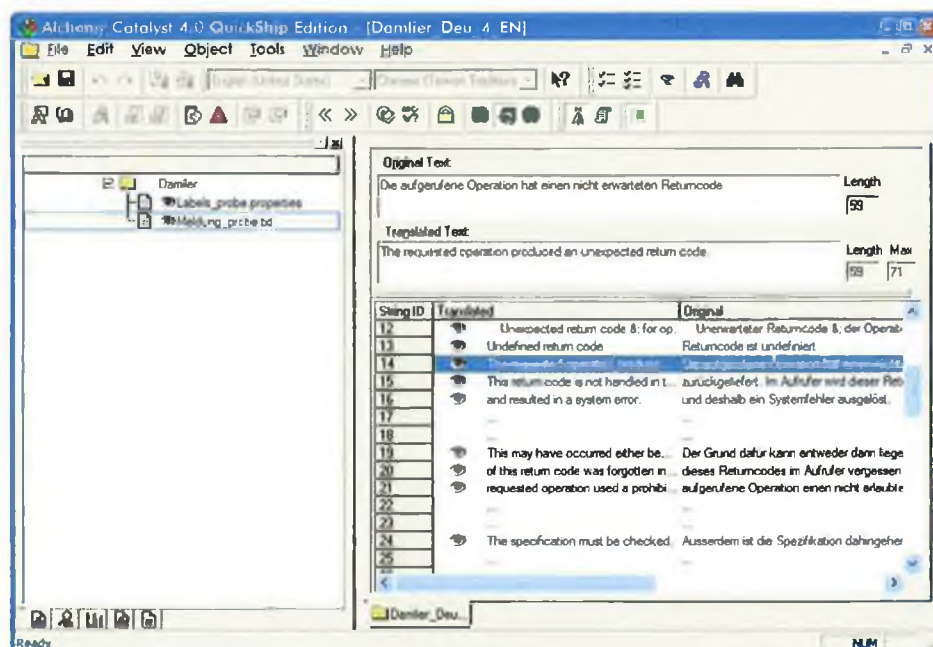 Alchemy Catalyst 4.0 QuickShip Edition - [Damlier_Deu_4_EN]
File Edit View Object Tools Window Help
Damlier
Labels_probe.properties
Meldung_probe.txt
Original Text:
Die aufgerufene Operation hat einen nicht erwarteten Returncode
Length
59
Translated Text:
The requested operation produced an unexpected return code.
Length Max
59 71
String ID Translated Original
12 Unexpected return code &; for op. Unerwarteter Returncode &; der Operati
13 Undefined return code Returncode ist undefiniert
14
15 This return code is not handled in t... zurückgeliefert. Im Aufrufer wird dieser Ret
16 and resulted in a system error. und deshalb ein Systemfehler ausgelöst.
17 ... ...
18 ... ...
19 This may have occurred either be... Der Grund dafür kann entweder darin liege
20 of this return code was forgotten in ... dieses Returncodes im Aufrufer vergessen
21 requested operation used a prohibi... aufgerufene Operation einen nicht erlaubte
22 ... ...
23 ... ...
24 The specification must be checked. Ausserdem ist die Spezifikation dahingeher
25 ... ...
Damlier_Deu...
Ready
NUM